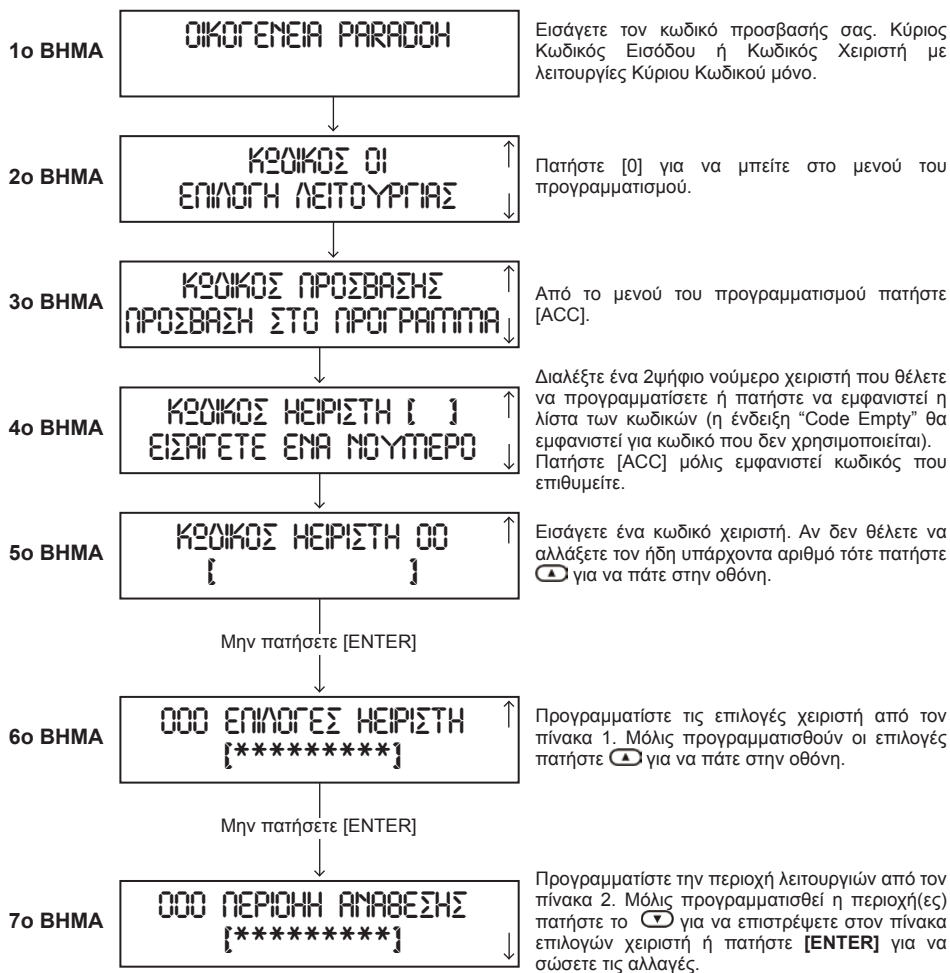 1ο ΒΗΜΑ
ΟΙΚΟΓΕΝΕΙΑ PARADOH
Εισάγετε τον κωδικό προσβασής σας. Κύριος
Κωδικός Εισόδου ή Κωδικός Χειριστή με
λειτουργίες Κύριου Κωδικού μόνο.
2ο ΒΗΜΑ
ΚΩΔΙΚΟΣ 01
ΕΠΙΛΟΓΗ ΛΕΙΤΟΥΡΓΙΑΣ
Πατήστε [0] για να μπείτε στο μενού του
προγραμματισμού.
3ο ΒΗΜΑ
ΚΩΔΙΚΟΣ ΠΡΟΣΒΑΣΗΣ
ΠΡΟΣΒΑΣΗ ΣΤΟ ΠΡΟΓΡΑΜΜΑ
Από το μενού του προγραμματισμού πατήστε
[ACC].
4ο ΒΗΜΑ
ΚΩΔΙΚΟΣ ΗΕΙΡΙΣΤΗ [ ]
ΕΙΣΑΓΕΤΕ ΕΝΑ ΝΟΥΜΕΡΟ
Διαλέξτε ένα 2ψήφιο νούμερο χειριστή που θέλετε
να προγραμματίσετε ή πατήστε να εμφανιστεί η
λίστα των κωδικών (η ένδειξη “Code Empty” θα
εμφανιστεί για κωδικό που δεν χρησιμοποιείται).
Πατήστε [ACC] μόλις εμφανιστεί κωδικός που
επιθυμείτε.
5ο ΒΗΜΑ
ΚΩΔΙΚΟΣ ΗΕΙΡΙΣΤΗ 00
[ ]
Εισάγετε ένα κωδικό χειριστή. Αν δεν θέλετε να
αλλάξετε τον ήδη υπάρχοντα αριθμό τότε πατήστε
για να πάτε στην οθόνη.
Μην πατήσετε [ENTER]
6ο ΒΗΜΑ
000 ΕΠΙΛΟΓΕΣ ΗΕΙΡΙΣΤΗ
[*********]
Προγραμματίστε τις επιλογές χειριστή από τον
πίνακα 1. Μόλις προγραμματισθούν οι επιλογές
πατήστε για να πάτε στην οθόνη.
Μην πατήσετε [ENTER]
7ο ΒΗΜΑ
000 ΠΕΡΙΟΗΗ ΑΝΑΘΕΣΗΣ
[*********]
Προγραμματίστε την περιοχή λειτουργιών από τον
πίνακα 2. Μόλις προγραμματισθεί η περιοχή(ες)
πατήστε το για να επιστρέψετε στον πίνακα
επιλογών χειριστή ή πατήστε [ENTER] για να
σώσετε τις αλλαγές.